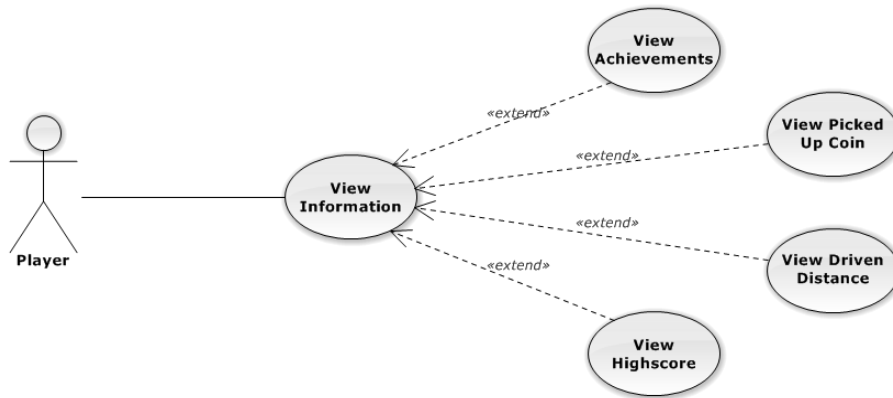 View
Achievements
«extend»
View Picked
Up Coin
«extend»
View
Information
Player
«extend»
View Driven
Distance
«extend»
View
Highscore